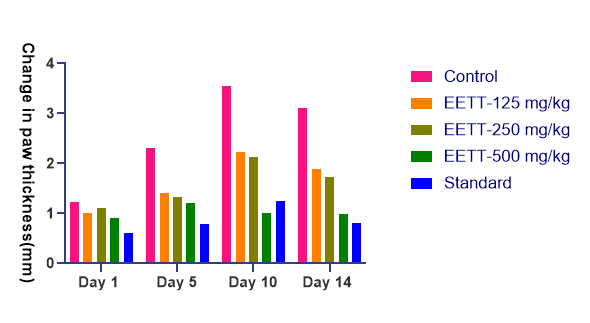 Change in paw thickness(mm)
4
3
2
1
0
Day 1
Day 5
Day 10
Day 14
Control
EETT-125 mg/kg
EETT-250 mg/kg
EETT-500 mg/kg
Standard